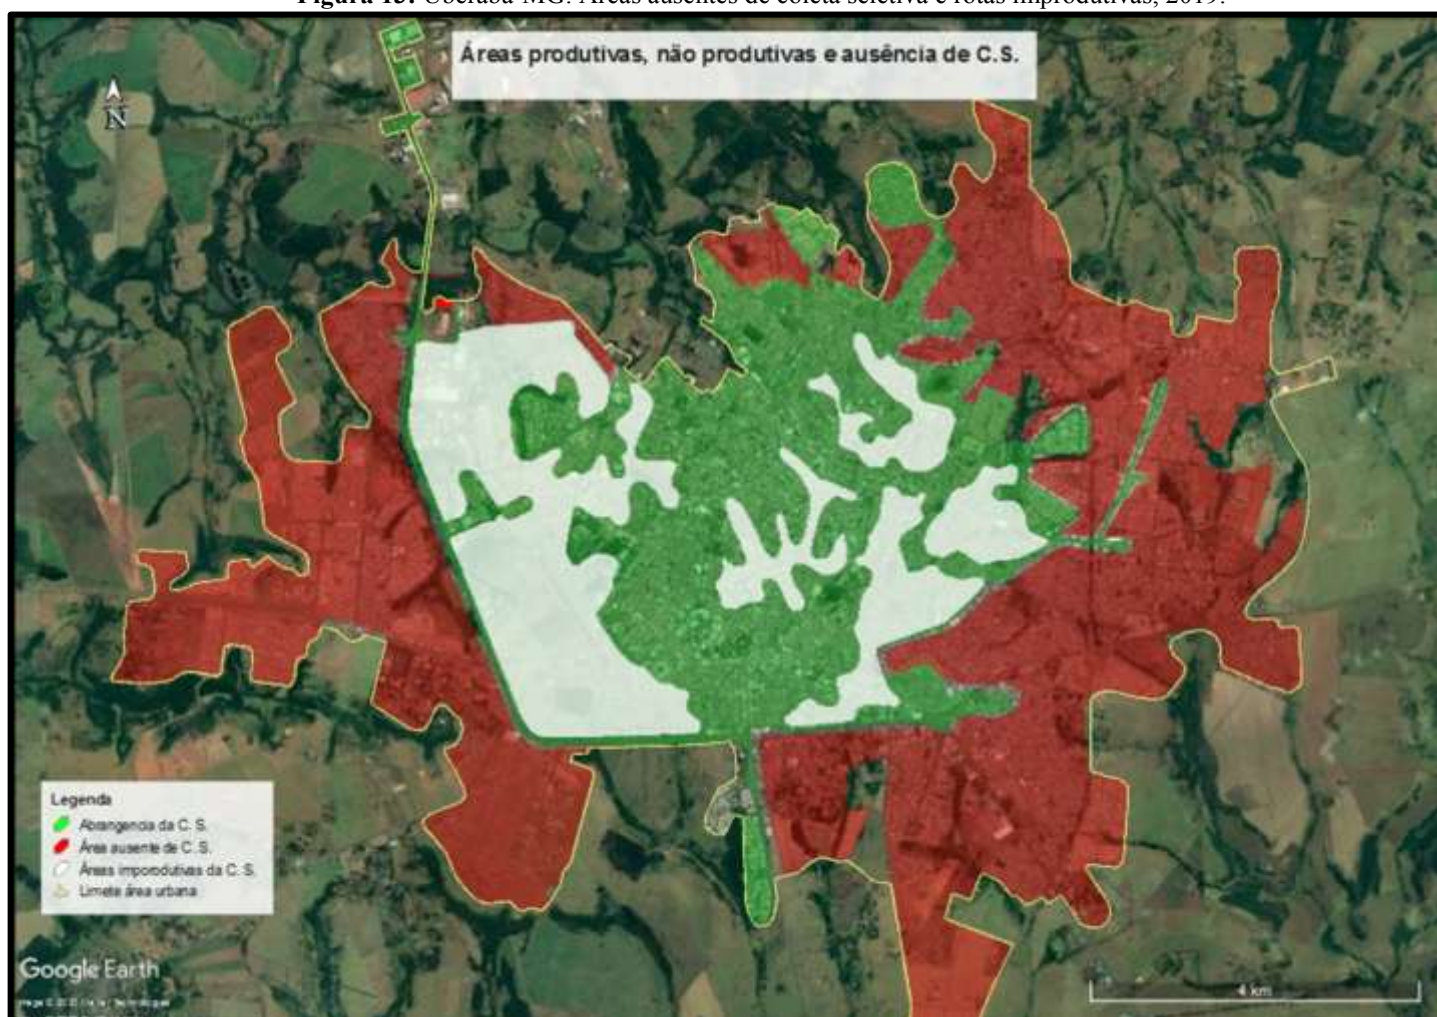 Figura 13: Uberaba-MG: Áreas ausentes de coleta seletiva e rotas improdutivas, 2019.
Áreas produtivas, não produtivas e ausência de C.S.
N
Legenda
Abrangencia da C. S.
Área ausente de C. S.
Áreas imporodutivas da C. S.
Limete área urbana
Google Earth
4 km